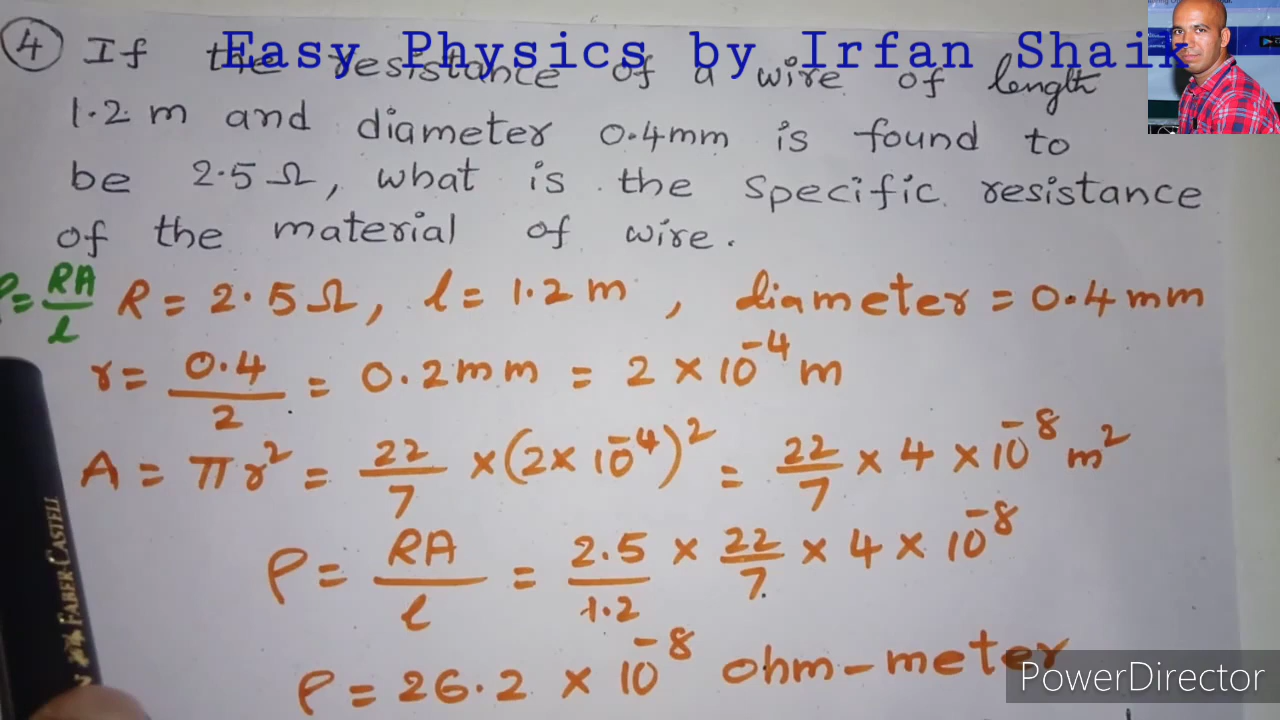 Easy Physics by Irfan Shaik
4 If the resistance of a wire of length
1.2 m and diameter 0.4mm is found to
be 2.5 Ω, what is the specific resistance
of the material of wire.
ρ = RA/l R = 2.5 Ω, l = 1.2 m, diameter = 0.4 mm
r = 0.4/2 = 0.2 mm = 2 × 10⁻⁴ m
A = πr² = 22/7 × (2 × 10⁻⁴)² = 22/7 × 4 × 10⁻⁸ m²
ρ = RA/l = 2.5/1.2 × 22/7 × 4 × 10⁻⁸
ρ = 26.2 × 10⁻⁸ ohm-meter
FABER-CASTELL
PowerDirector